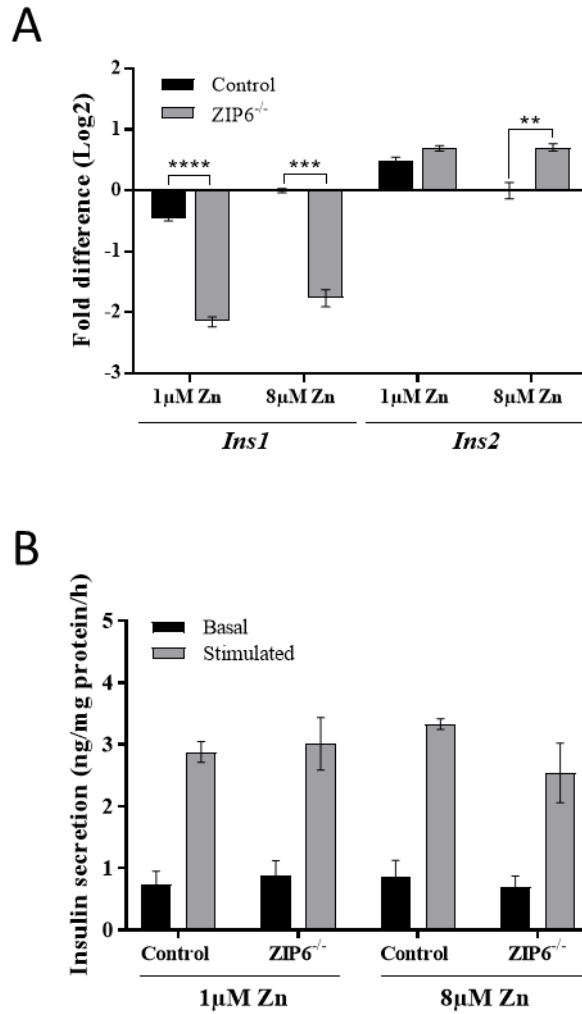 A
Fold difference (Log2)
2
1
0
-1
-2
-3
Control
ZIP6-/-
****
***
**
1µM Zn
8µM Zn
1µM Zn
8µM Zn
Ins1
Ins2
B
Insulin secretion (ng/mg protein/h)
5
4
3
2
1
0
Basal
Stimulated
Control
ZIP6-/-
Control
ZIP6-/-
1µM Zn
8µM Zn